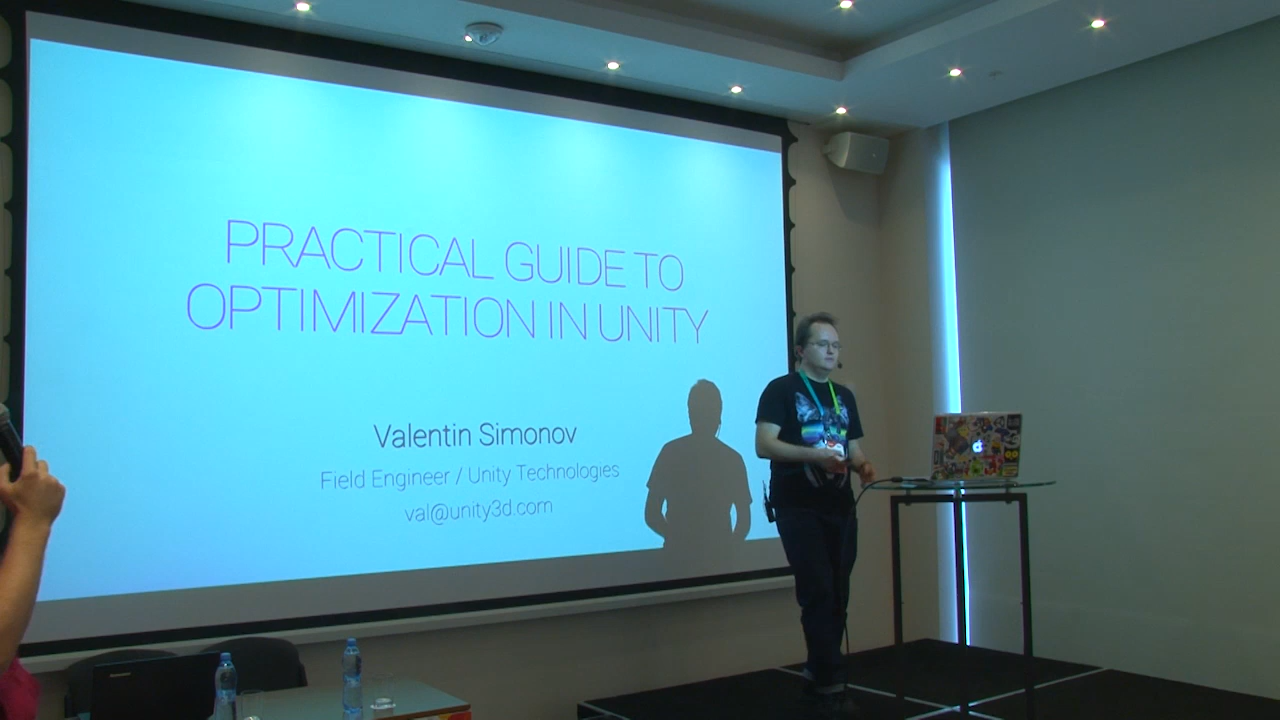 PRACTICAL GUIDE TO
OPTIMIZATION IN UNITY
Valentin Simonov
Field Engineer / Unity Technologies
val@unity3d.com